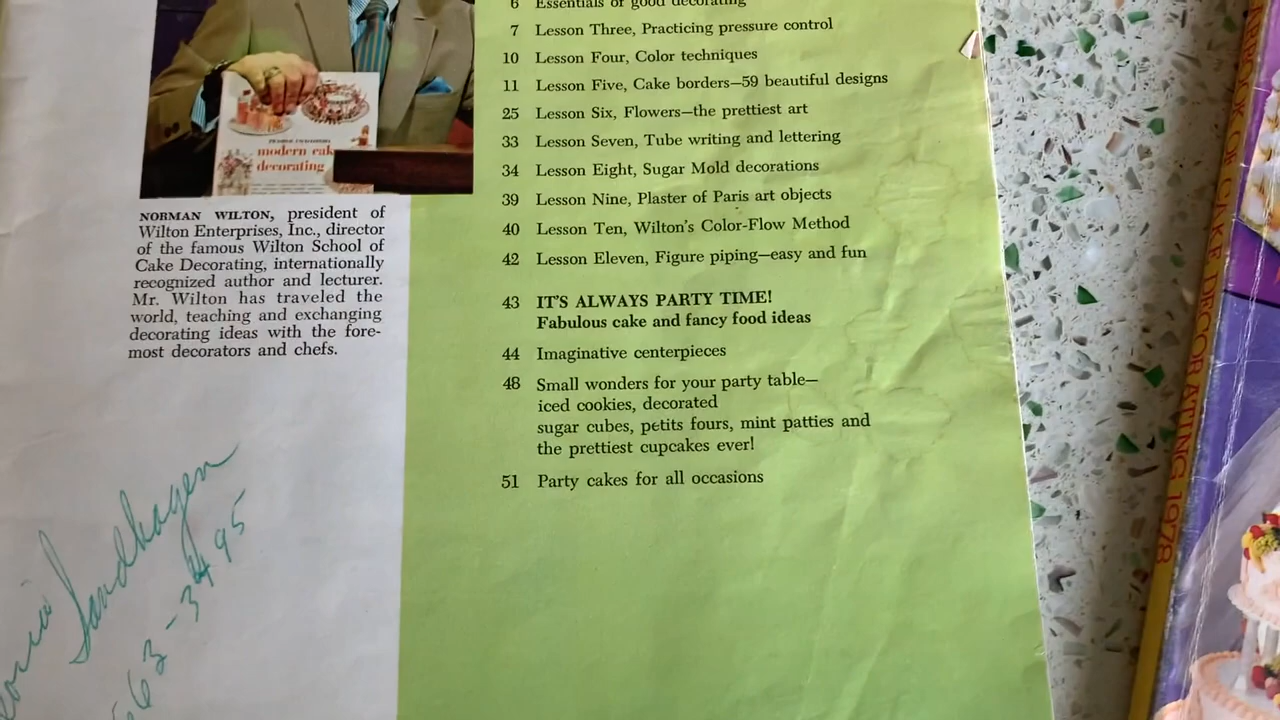 modern cake
decorating
NORMAN WILTON, president of
Wilton Enterprises, Inc., director
of the famous Wilton School of
Cake Decorating, internationally
recognized author and lecturer.
Mr. Wilton has traveled the
world, teaching and exchanging
decorating ideas with the fore-
most decorators and chefs.
Sandhagen
63-3495
6 Essentials of good decorating
7 Lesson Three, Practicing pressure control
10 Lesson Four, Color techniques
11 Lesson Five, Cake borders—59 beautiful designs
25 Lesson Six, Flowers—the prettiest art
33 Lesson Seven, Tube writing and lettering
34 Lesson Eight, Sugar Mold decorations
39 Lesson Nine, Plaster of Paris art objects
40 Lesson Ten, Wilton's Color-Flow Method
42 Lesson Eleven, Figure piping—easy and fun
43 IT'S ALWAYS PARTY TIME!
Fabulous cake and fancy food ideas
44 Imaginative centerpieces
48 Small wonders for your party table—
iced cookies, decorated
sugar cubes, petits fours, mint patties and
the prettiest cupcakes ever!
51 Party cakes for all occasions
OF CAKE DECORATING 1978